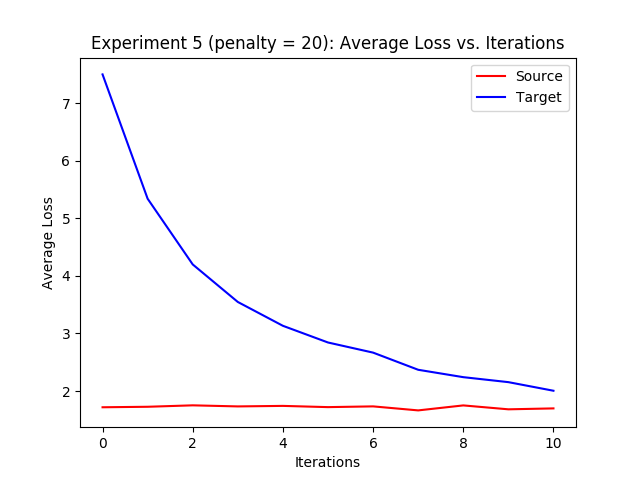 Experiment 5 (penalty = 20): Average Loss vs. Iterations
Source
Target
Average Loss
7
6
5
4
3
2
0 2 4 6 8 10
Iterations